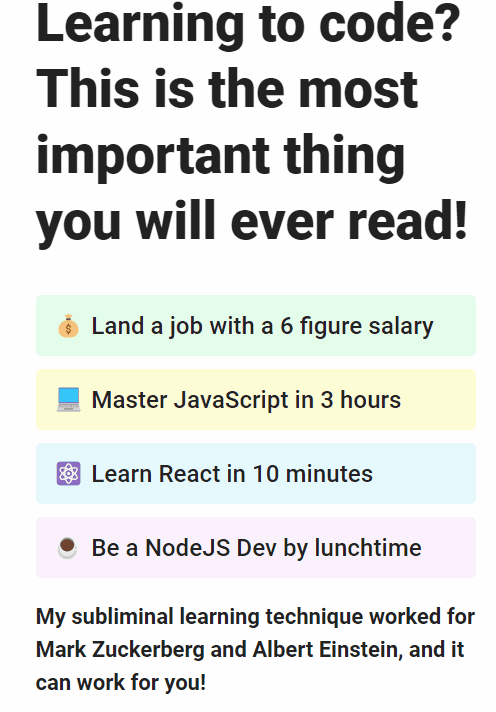 Learning to code?
This is the most
important thing
you will ever read!
💰 Land a job with a 6 figure salary
💻 Master JavaScript in 3 hours
⚛️ Learn React in 10 minutes
☕ Be a NodeJS Dev by lunchtime
My subliminal learning technique worked for
Mark Zuckerberg and Albert Einstein, and it
can work for you!